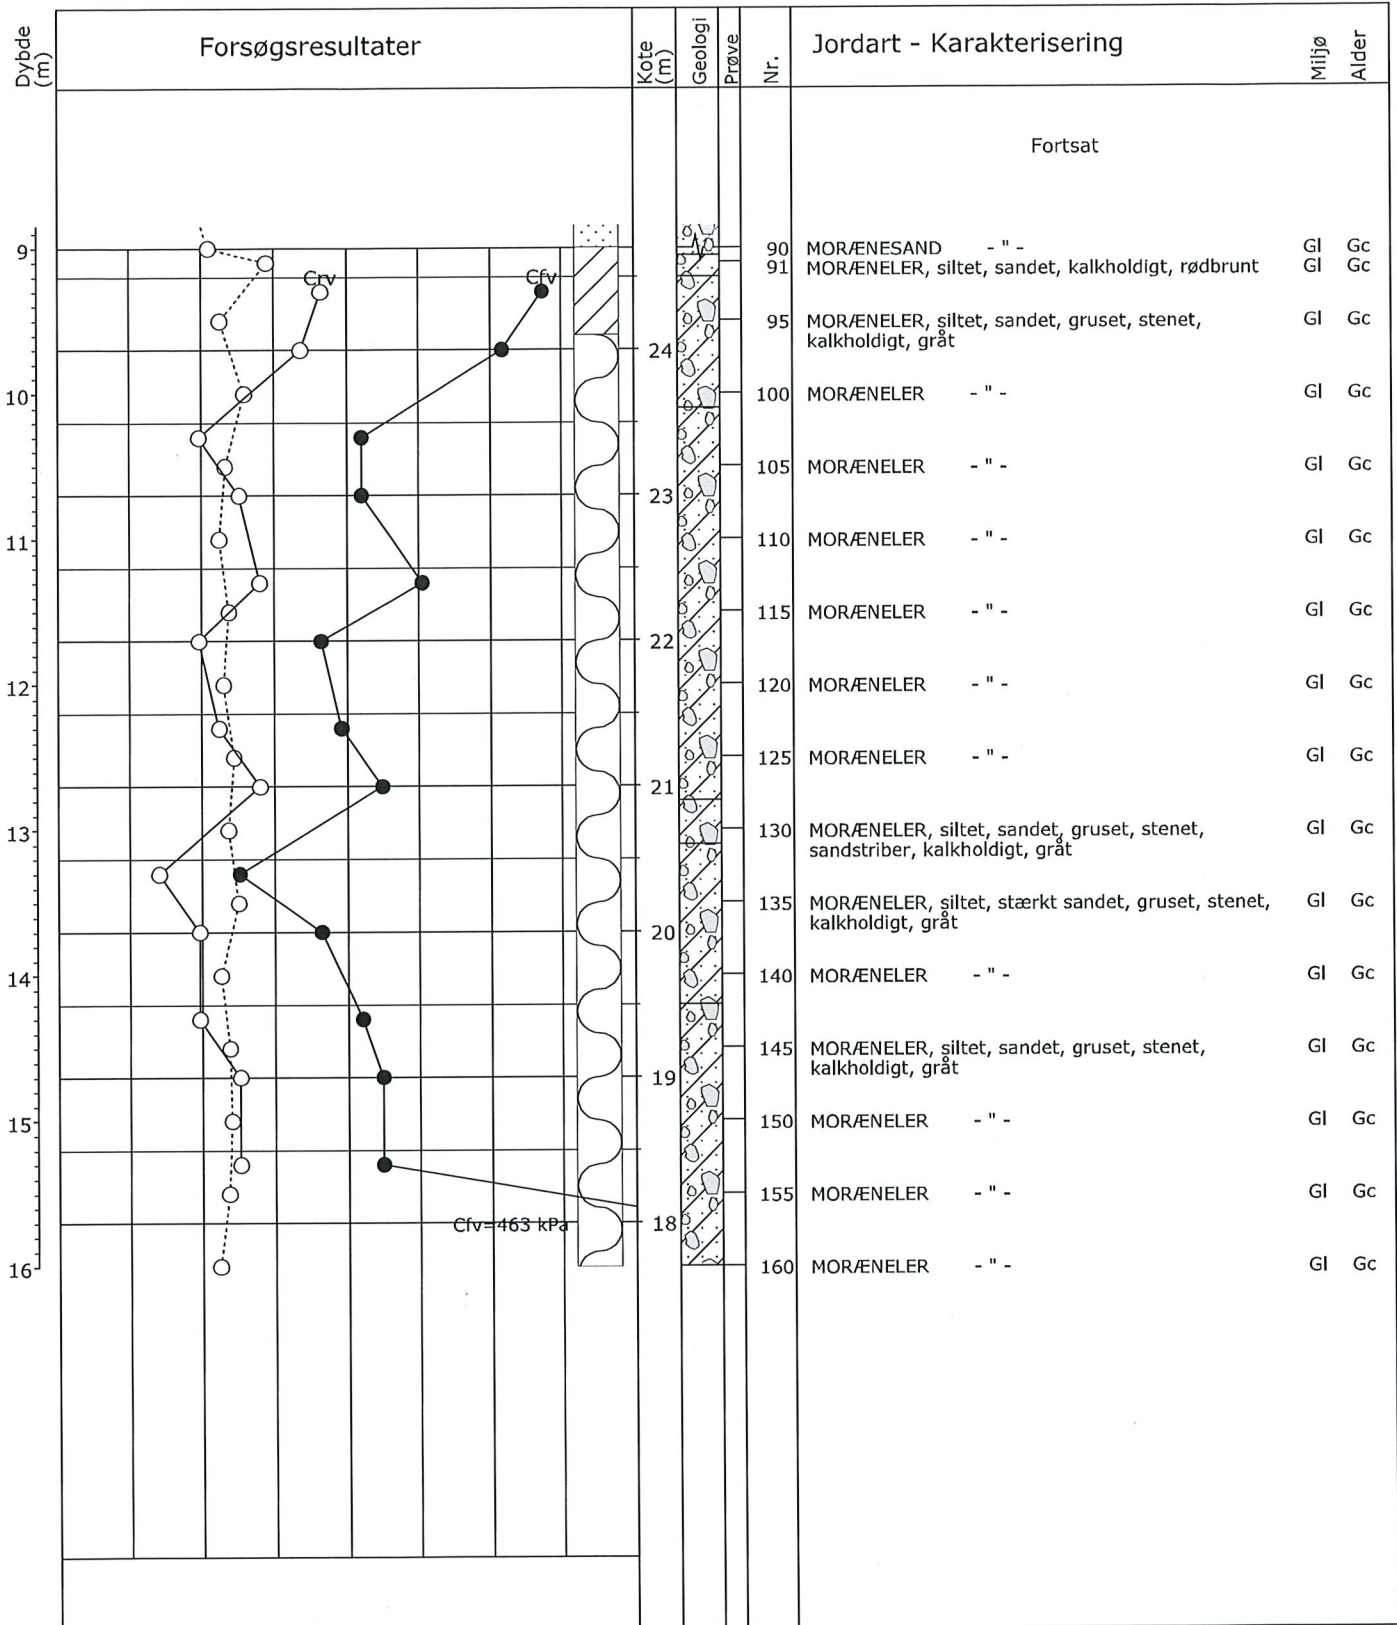 Dybde (m)
Forsøgsresultater
Kote (m)
Geologi
Prøve
Nr.
Jordart - Karakterisering
Miljø
Alder
Fortsat
9
90 MORÆNESAND - " - Gl Gc
91 MORÆNELER, siltet, sandet, kalkholdigt, rødbrunt Gl Gc
Crv
Cfv
95 MORÆNELER, siltet, sandet, gruset, stenet, Gl Gc
kalkholdigt, gråt
24
10
100 MORÆNELER - " - Gl Gc
105 MORÆNELER - " - Gl Gc
23
11
110 MORÆNELER - " - Gl Gc
115 MORÆNELER - " - Gl Gc
22
12
120 MORÆNELER - " - Gl Gc
125 MORÆNELER - " - Gl Gc
21
13
130 MORÆNELER, siltet, sandet, gruset, stenet, Gl Gc
sandstriber, kalkholdigt, gråt
135 MORÆNELER, siltet, stærkt sandet, gruset, stenet, Gl Gc
kalkholdigt, gråt
20
14
140 MORÆNELER - " - Gl Gc
145 MORÆNELER, siltet, sandet, gruset, stenet, Gl Gc
kalkholdigt, gråt
19
15
150 MORÆNELER - " - Gl Gc
155 MORÆNELER - " - Gl Gc
Cfv=463 kPa
18
16
160 MORÆNELER - " - Gl Gc